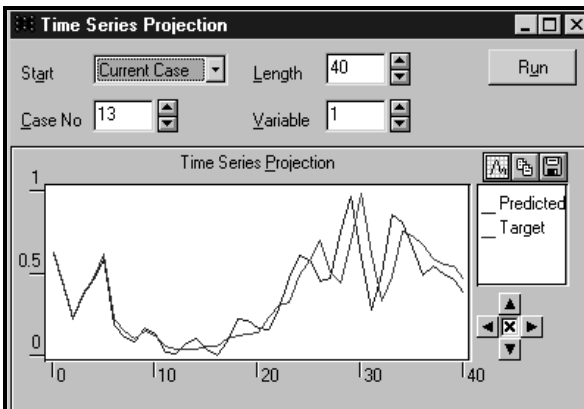 Time Series Projection
Start Current Case Length 40 Run
Case No 13 Variable 1
Time Series Projection
1
0.5
0
0 10 20 30 40
Predicted
Target